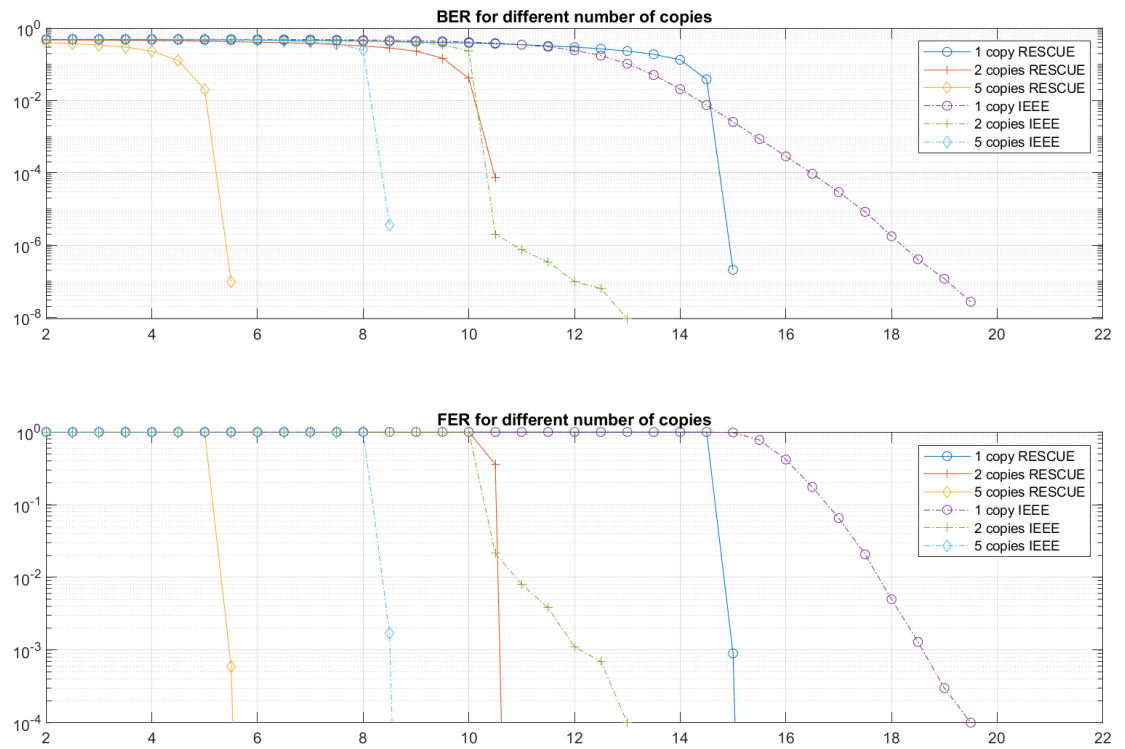 BER for different number of copies
10^0
10^-2
10^-4
10^-6
10^-8
1 copy RESCUE
2 copies RESCUE
5 copies RESCUE
1 copy IEEE
2 copies IEEE
5 copies IEEE
2 4 6 8 10 12 14 16 18 20 22
FER for different number of copies
10^0
10^-1
10^-2
10^-3
10^-4
1 copy RESCUE
2 copies RESCUE
5 copies RESCUE
1 copy IEEE
2 copies IEEE
5 copies IEEE
2 4 6 8 10 12 14 16 18 20 22